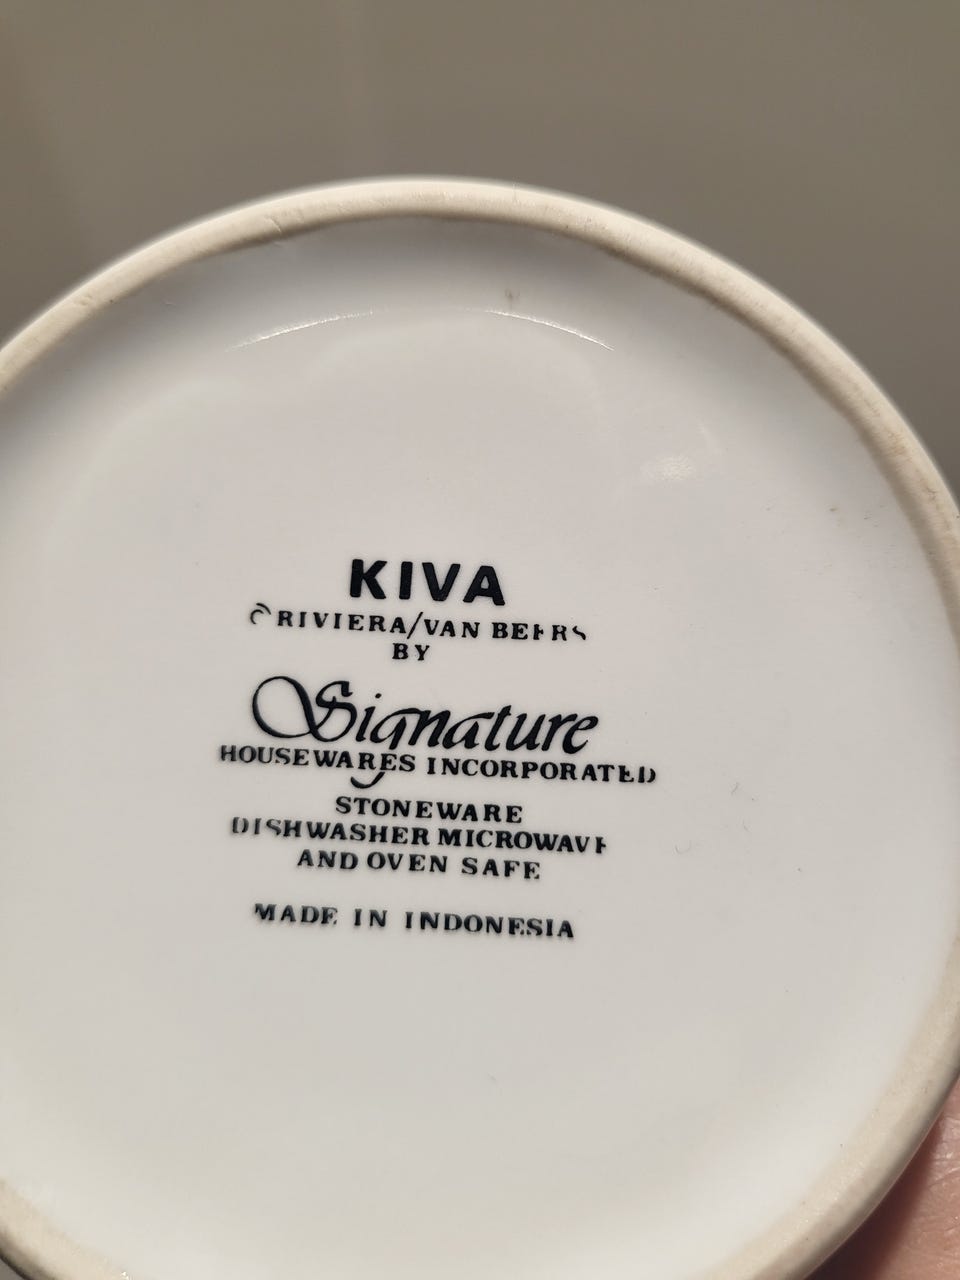 KIVA
© RIVIERA/VAN BEERS
BY
Signature
HOUSEWARES INCORPORATED
STONEWARE
DISHWASHER MICROWAVE
AND OVEN SAFE
MADE IN INDONESIA